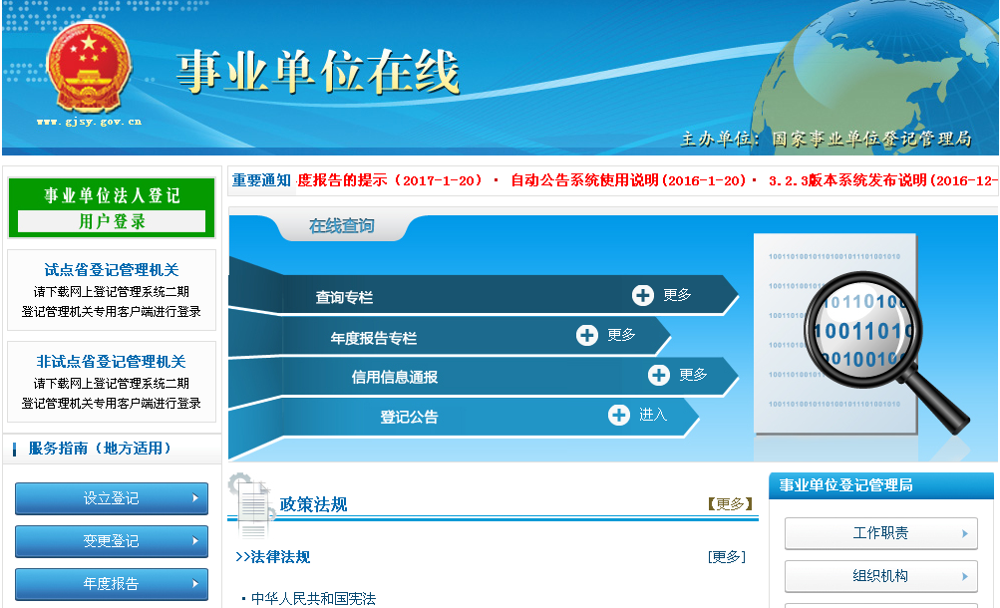 事业单位在线
www.gjsy.gov.cn
主办单位：国家事业单位登记管理局
事业单位法人登记
用户登录
重要通知
度报告的提示（2017-1-20）· 自动公告系统使用说明(2016-1-20)· 3.2.3版本系统发布说明(2016-12-
试点省登记管理机关
请下载网上登记管理系统二期
登记管理机关专用客户端进行登录
非试点省登记管理机关
请下载网上登记管理系统二期
登记管理机关专用客户端进行登录
服务指南（地方适用）
设立登记
变更登记
年度报告
在线查询
查询专栏 更多
年度报告专栏 更多
信用信息通报 更多
登记公告 进入
10011010010110100101110100101010
10110100
10011010
00100100
政策法规 【更多】
>>法律法规 [更多]
·中华人民共和国宪法
事业单位登记管理局
工作职责
组织机构